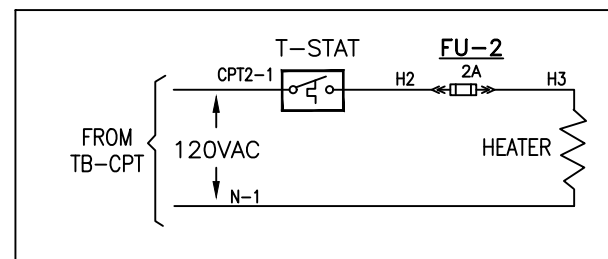 T-STAT
FU-2
2A
CPT2-1
H2
H3
FROM
TB-CPT
120VAC
HEATER
N-1